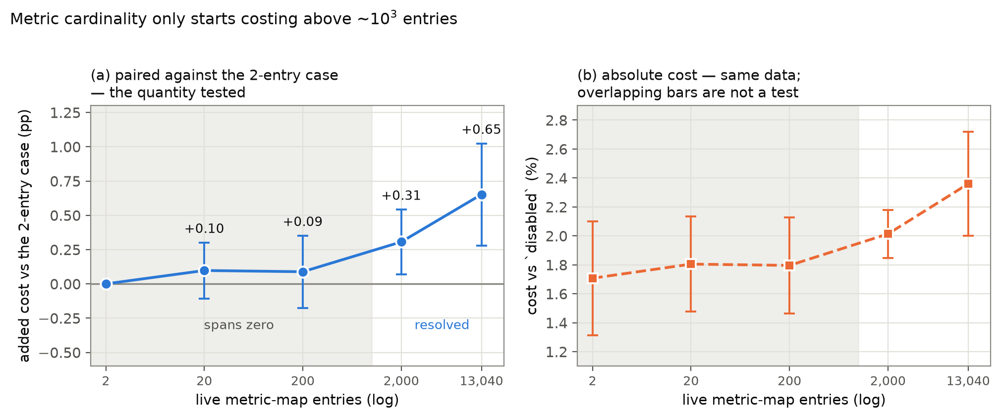 Metric cardinality only starts costing above ~10³ entries
(a) paired against the 2-entry case
— the quantity tested
added cost vs the 2-entry case (pp)
1.25
1.00
0.75
0.50
0.25
0.00
−0.25
−0.50
+0.10
+0.09
+0.31
+0.65
spans zero
resolved
2
20
200
2,000
13,040
live metric-map entries (log)
(b) absolute cost — same data;
overlapping bars are not a test
cost vs `disabled` (%)
2.8
2.6
2.4
2.2
2.0
1.8
1.6
1.4
1.2
2
20
200
2,000
13,040
live metric-map entries (log)